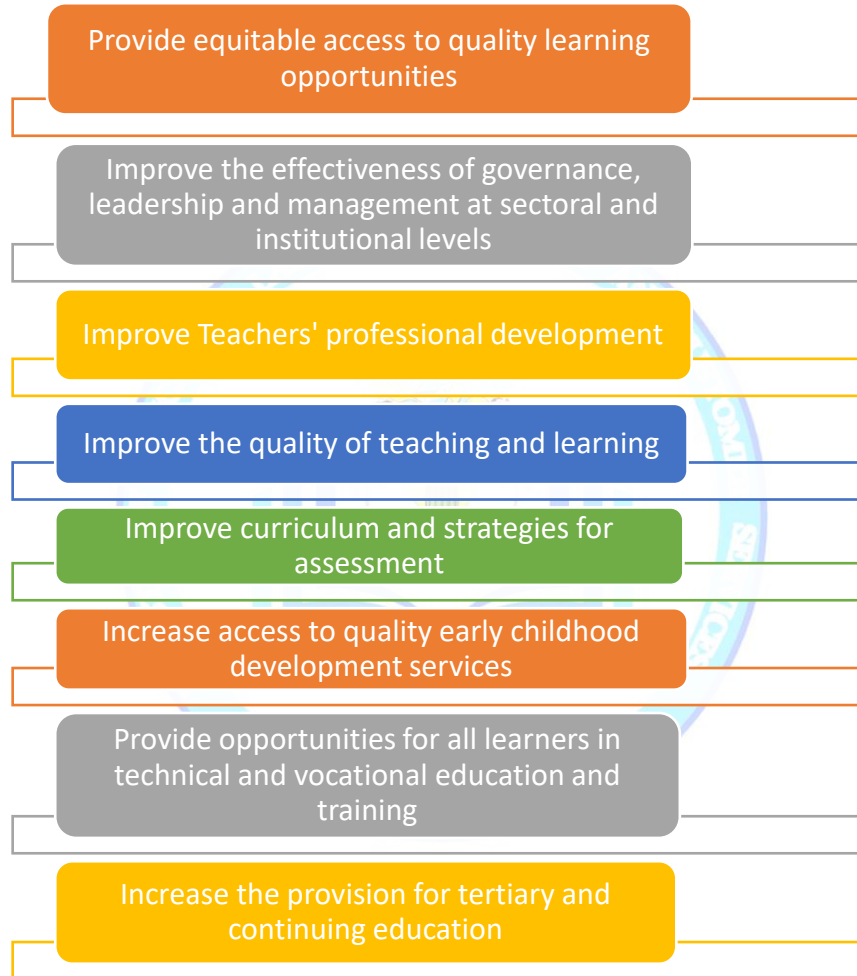 Provide equitable access to quality learning
opportunities
Improve the effectiveness of governance,
leadership and management at sectoral and
institutional levels
Improve Teachers' professional development
Improve the quality of teaching and learning
Improve curriculum and strategies for
assessment
Increase access to quality early childhood
development services
Provide opportunities for all learners in
technical and vocational education and
training
Increase the provision for tertiary and
continuing education